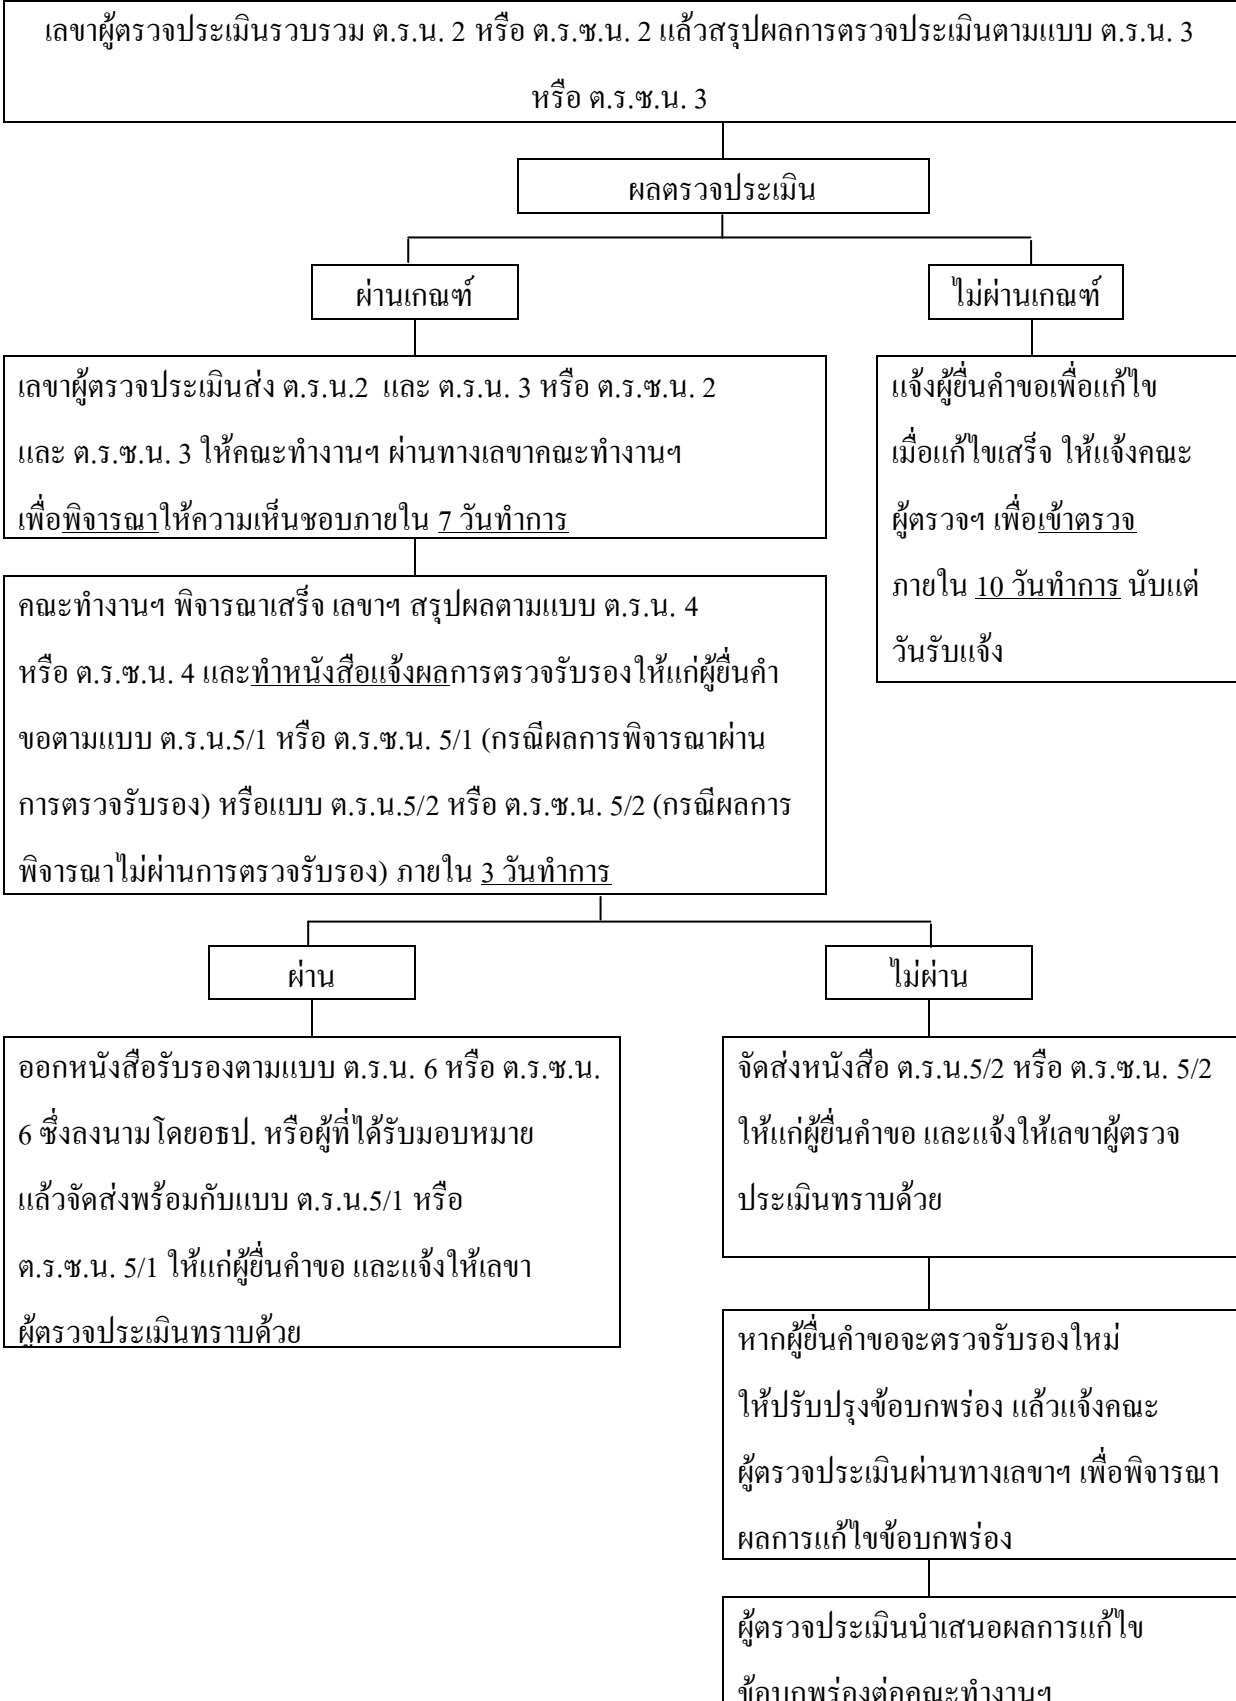 เลขาผู้ตรวจประเมินรวบรวม ต.ร.น. 2 หรือ ต.ร.ซ.น. 2 แล้วสรุปผลการตรวจประเมินตามแบบ ต.ร.น. 3
หรือ ต.ร.ซ.น. 3
ผลตรวจประเมิน
ผ่านเกณฑ์
ไม่ผ่านเกณฑ์
เลขาผู้ตรวจประเมินส่ง ต.ร.น.2 และ ต.ร.น. 3 หรือ ต.ร.ซ.น. 2
และ ต.ร.ซ.น. 3 ให้คณะทำงานฯ ผ่านทางเลขาคณะทำงานฯ
เพื่อพิจารณาให้ความเห็นชอบภายใน 7 วันทำการ
แจ้งผู้ยื่นคำขอเพื่อแก้ไข
เมื่อแก้ไขเสร็จ ให้แจ้งคณะ
ผู้ตรวจฯ เพื่อเข้าตรวจ
ภายใน 10 วันทำการ นับแต่
วันรับแจ้ง
คณะทำงานฯ พิจารณาเสร็จ เลขาฯ สรุปผลตามแบบ ต.ร.น. 4
หรือ ต.ร.ซ.น. 4 และทำหนังสือแจ้งผลการตรวจรับรองให้แก่ผู้ยื่นคำ
ขอตามแบบ ต.ร.น.5/1 หรือ ต.ร.ซ.น. 5/1 (กรณีผลการพิจารณาผ่าน
การตรวจรับรอง) หรือแบบ ต.ร.น.5/2 หรือ ต.ร.ซ.น. 5/2 (กรณีผลการ
พิจารณาไม่ผ่านการตรวจรับรอง) ภายใน 3 วันทำการ
ผ่าน
ไม่ผ่าน
ออกหนังสือรับรองตามแบบ ต.ร.น. 6 หรือ ต.ร.ซ.น.
6 ซึ่งลงนามโดยอธป. หรือผู้ที่ได้รับมอบหมาย
แล้วจัดส่งพร้อมกับแบบ ต.ร.น.5/1 หรือ
ต.ร.ซ.น. 5/1 ให้แก่ผู้ยื่นคำขอ และแจ้งให้เลขา
ผู้ตรวจประเมินทราบด้วย
จัดส่งหนังสือ ต.ร.น.5/2 หรือ ต.ร.ซ.น. 5/2
ให้แก่ผู้ยื่นคำขอ และแจ้งให้เลขาผู้ตรวจ
ประเมินทราบด้วย
หากผู้ยื่นคำขอจะตรวจรับรองใหม่
ให้ปรับปรุงข้อบกพร่อง แล้วแจ้งคณะ
ผู้ตรวจประเมินผ่านทางเลขาฯ เพื่อพิจารณา
ผลการแก้ไขข้อบกพร่อง
ผู้ตรวจประเมินนำเสนอผลการแก้ไข
ข้อบกพร่องต่อคณะทำงานฯ